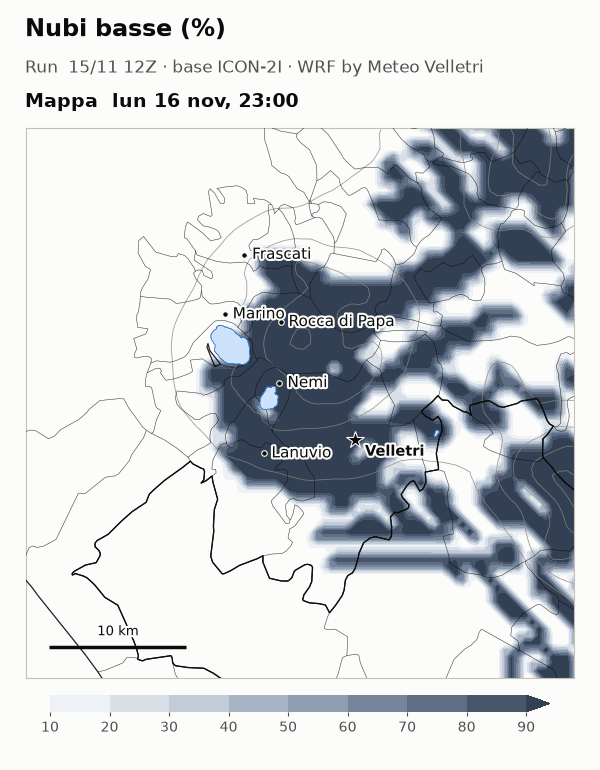 Nubi basse (%)
Run  15/11 12Z · base ICON-2I · WRF by Meteo Velletri
Mappa  lun 16 nov, 23:00
Frascati
Marino
Rocca di Papa
Nemi
Velletri
Lanuvio
10 km
10 20 30 40 50 60 70 80 90